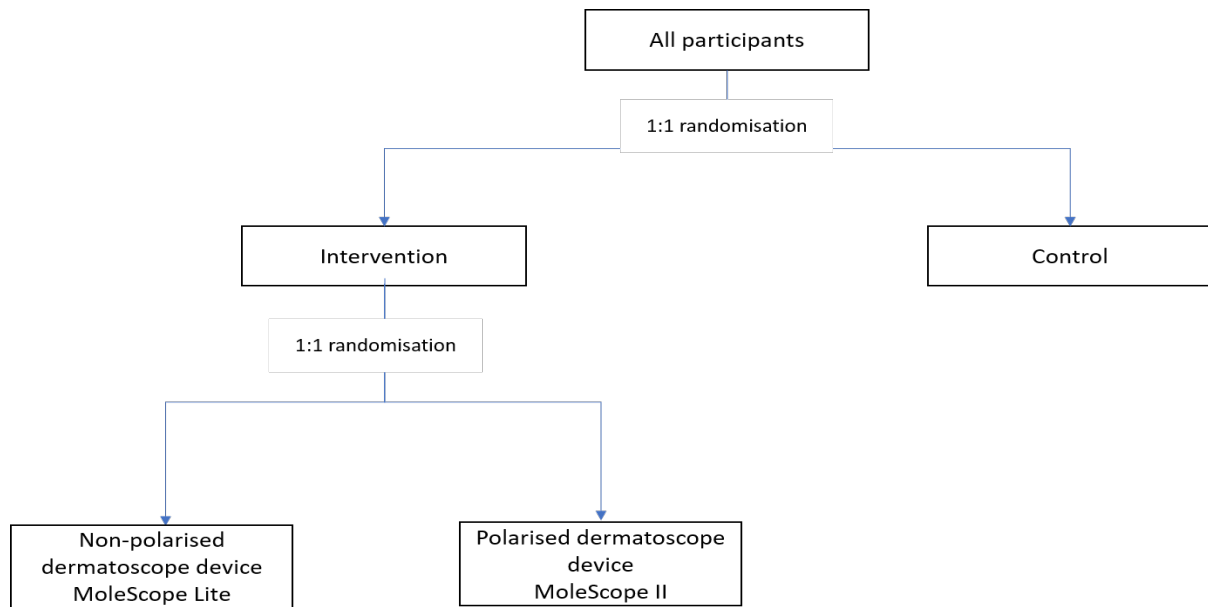 All participants
1:1 randomisation
Intervention
Control
1:1 randomisation
Non-polarised
dermatoscope device
MoleScope Lite
Polarised dermatoscope
device
MoleScope II